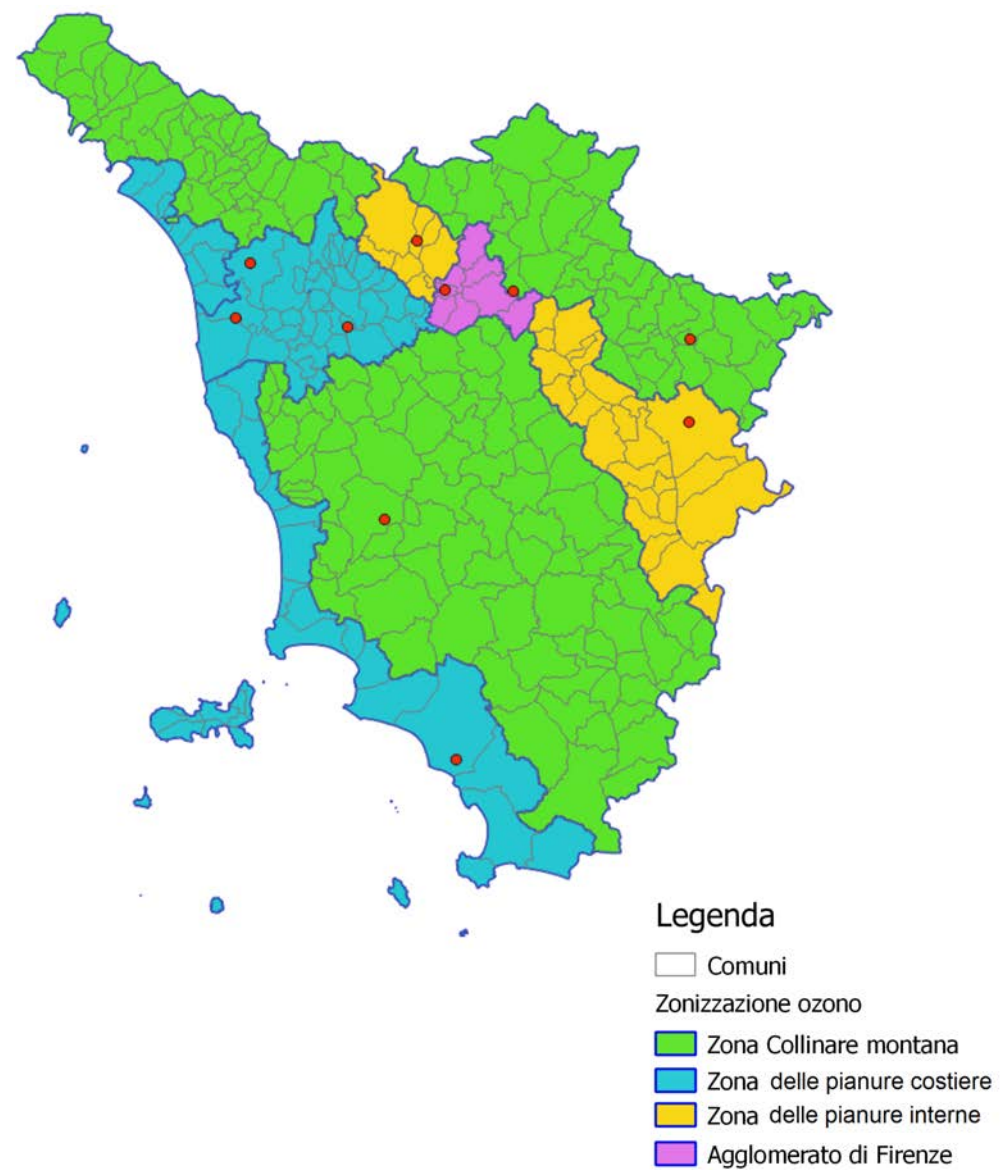 Legenda
Comuni
Zonizzazione ozono
Zona Collinare montana
Zona delle pianure costiere
Zona delle pianure interne
Agglomerato di Firenze